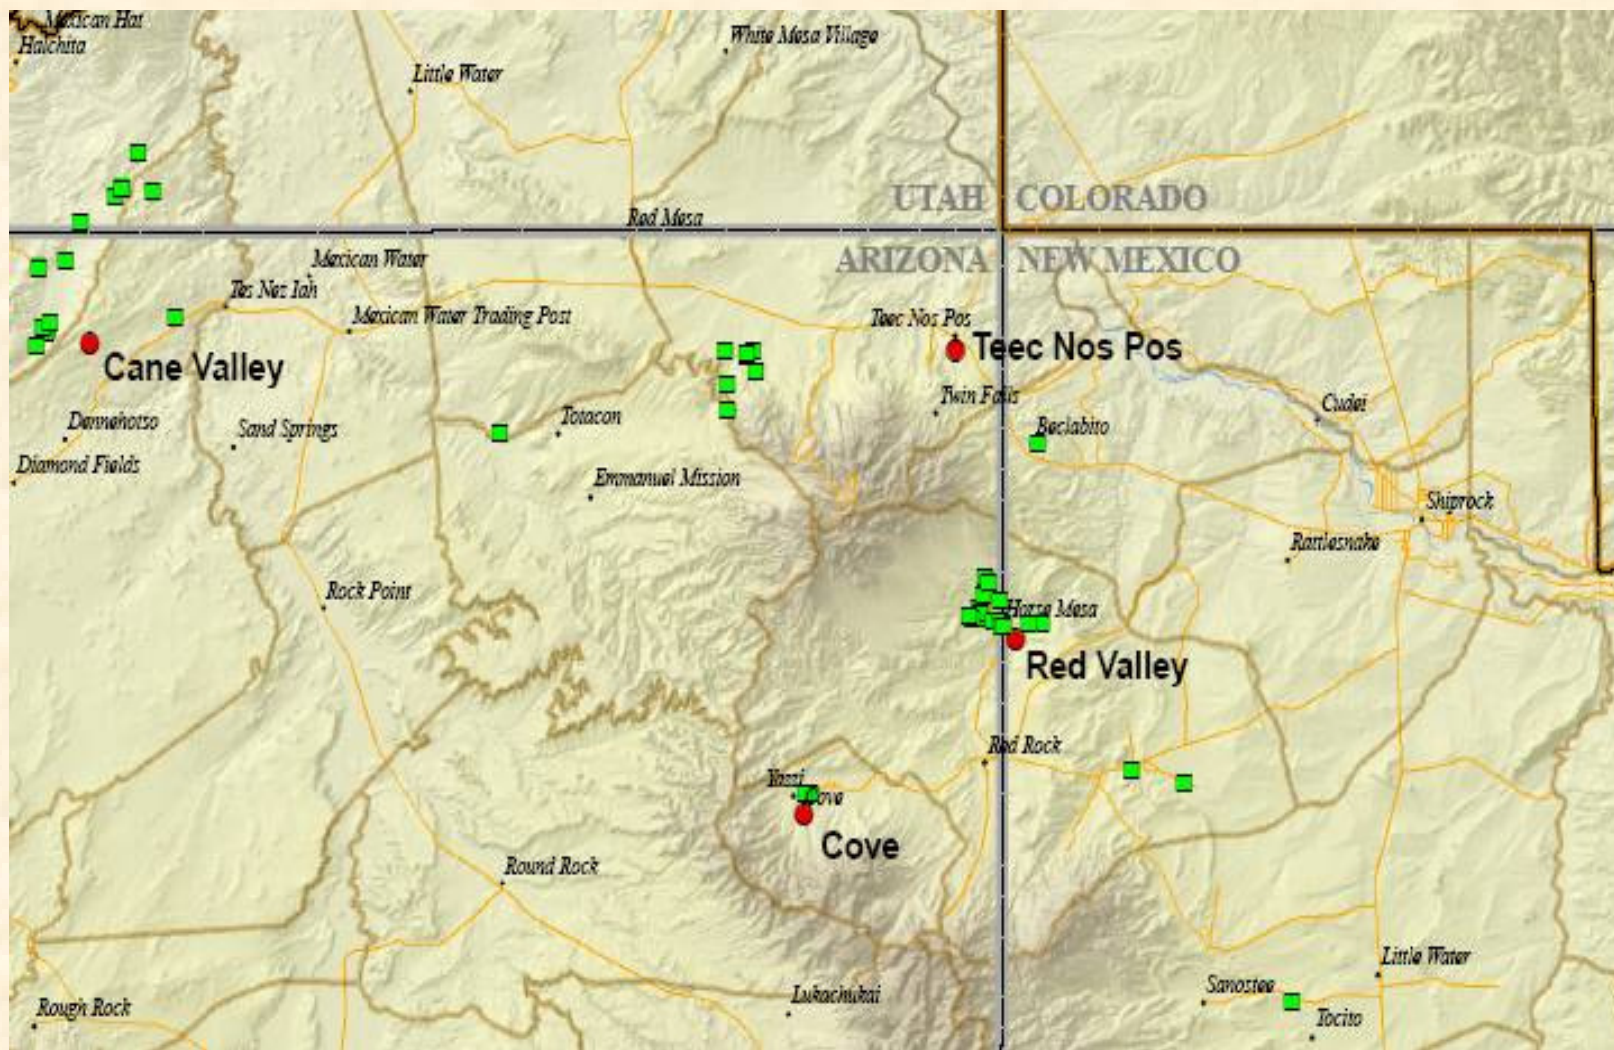 Mexican Hat
Halchita
White Mesa Village
Little Water
UTAH COLORADO
Red Mesa
ARIZONA NEW MEXICO
Mexican Water
Tes Nez Iah
Mexican Water Trading Post
Teec Nos Pos
Teec Nos Pos
Cane Valley
Twin Falls
Cudei
Dennehotso
Sand Springs
Totacon
Beclabito
Diamond Fields
Emmanuel Mission
Shiprock
Rattlesnake
Rock Point
Horse Mesa
Red Valley
Red Rock
Yazzi
Cove
Cove
Round Rock
Little Water
Sanostee
Lukachukai
Rough Rock
Tocito